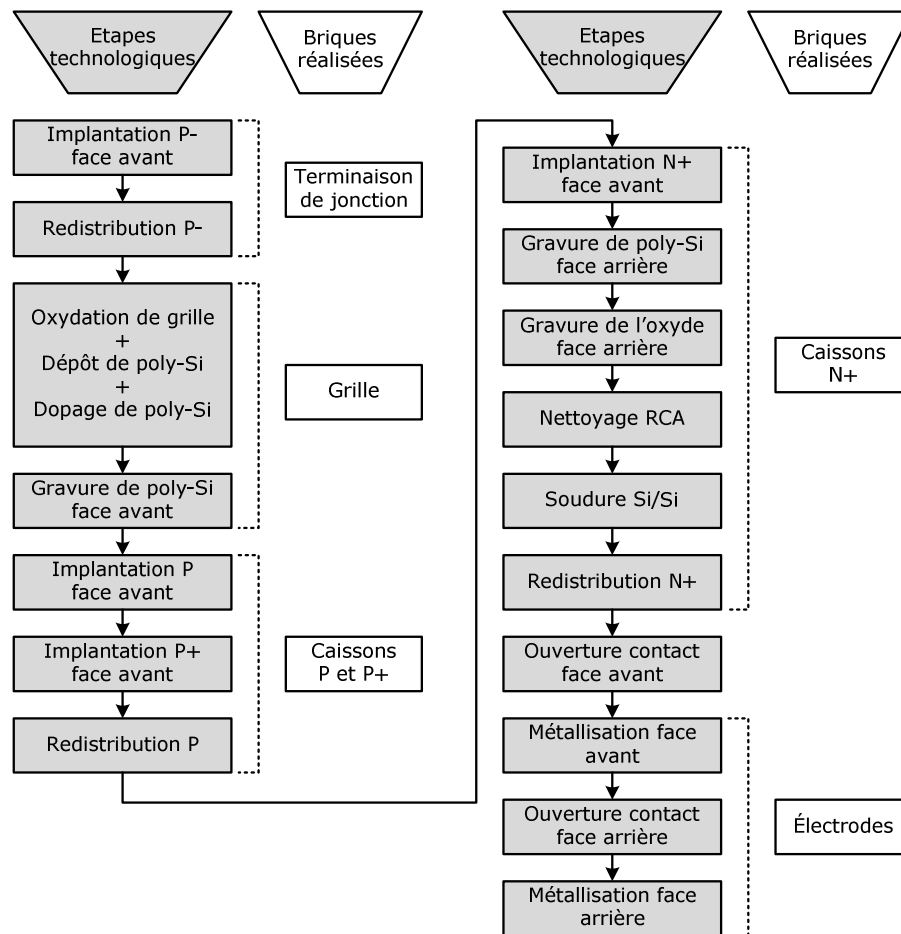 Etapes
technologiques
Briques
réalisées
Implantation P-
face avant
Redistribution P-
Terminaison
de jonction
Oxydation de grille
+
Dépôt de poly-Si
+
Dopage de poly-Si
Gravure de poly-Si
face avant
Grille
Implantation P
face avant
Implantation P+
face avant
Redistribution P
Caissons
P et P+
Etapes
technologiques
Briques
réalisées
Implantation N+
face avant
Gravure de poly-Si
face arrière
Gravure de l'oxyde
face arrière
Nettoyage RCA
Soudure Si/Si
Redistribution N+
Caissons
N+
Ouverture contact
face avant
Métallisation face
avant
Ouverture contact
face arrière
Métallisation face
arrière
Électrodes